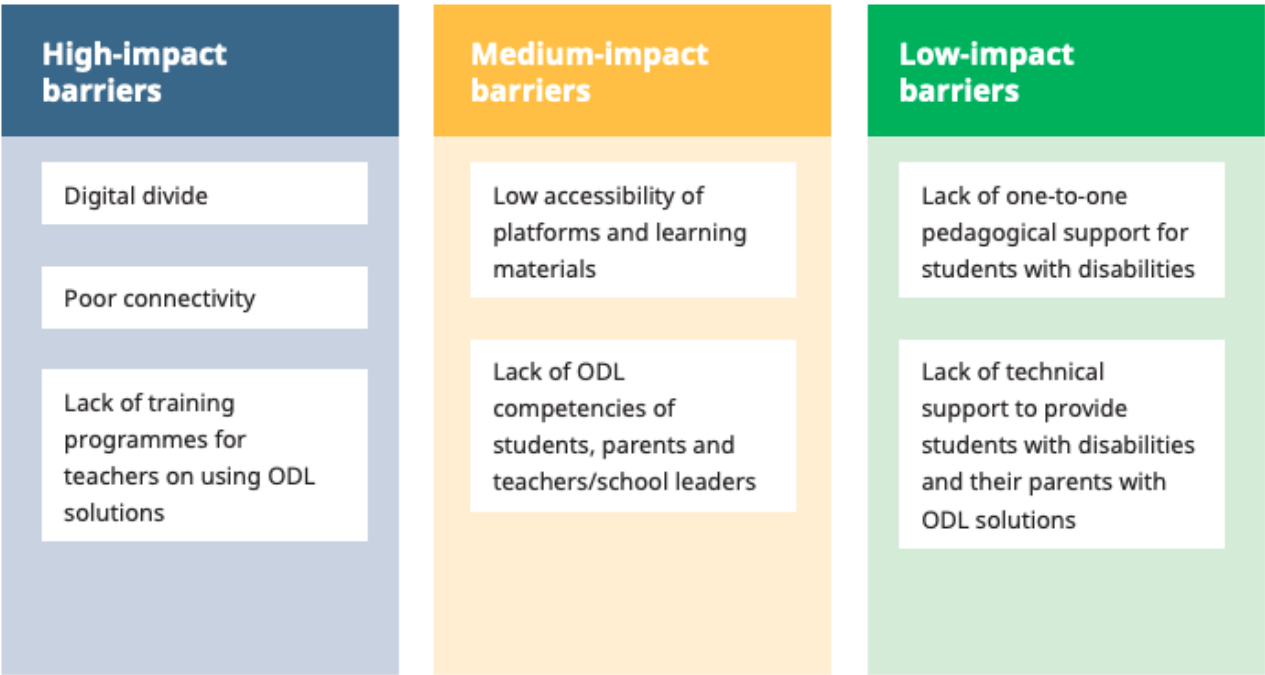 High-impact
barriers
Digital divide
Poor connectivity
Lack of training
programmes for
teachers on using ODL
solutions
Medium-impact
barriers
Low accessibility of
platforms and learning
materials
Lack of ODL
competencies of
students, parents and
teachers/school leaders
Low-impact
barriers
Lack of one-to-one
pedagogical support for
students with disabilities
Lack of technical
support to provide
students with disabilities
and their parents with
ODL solutions